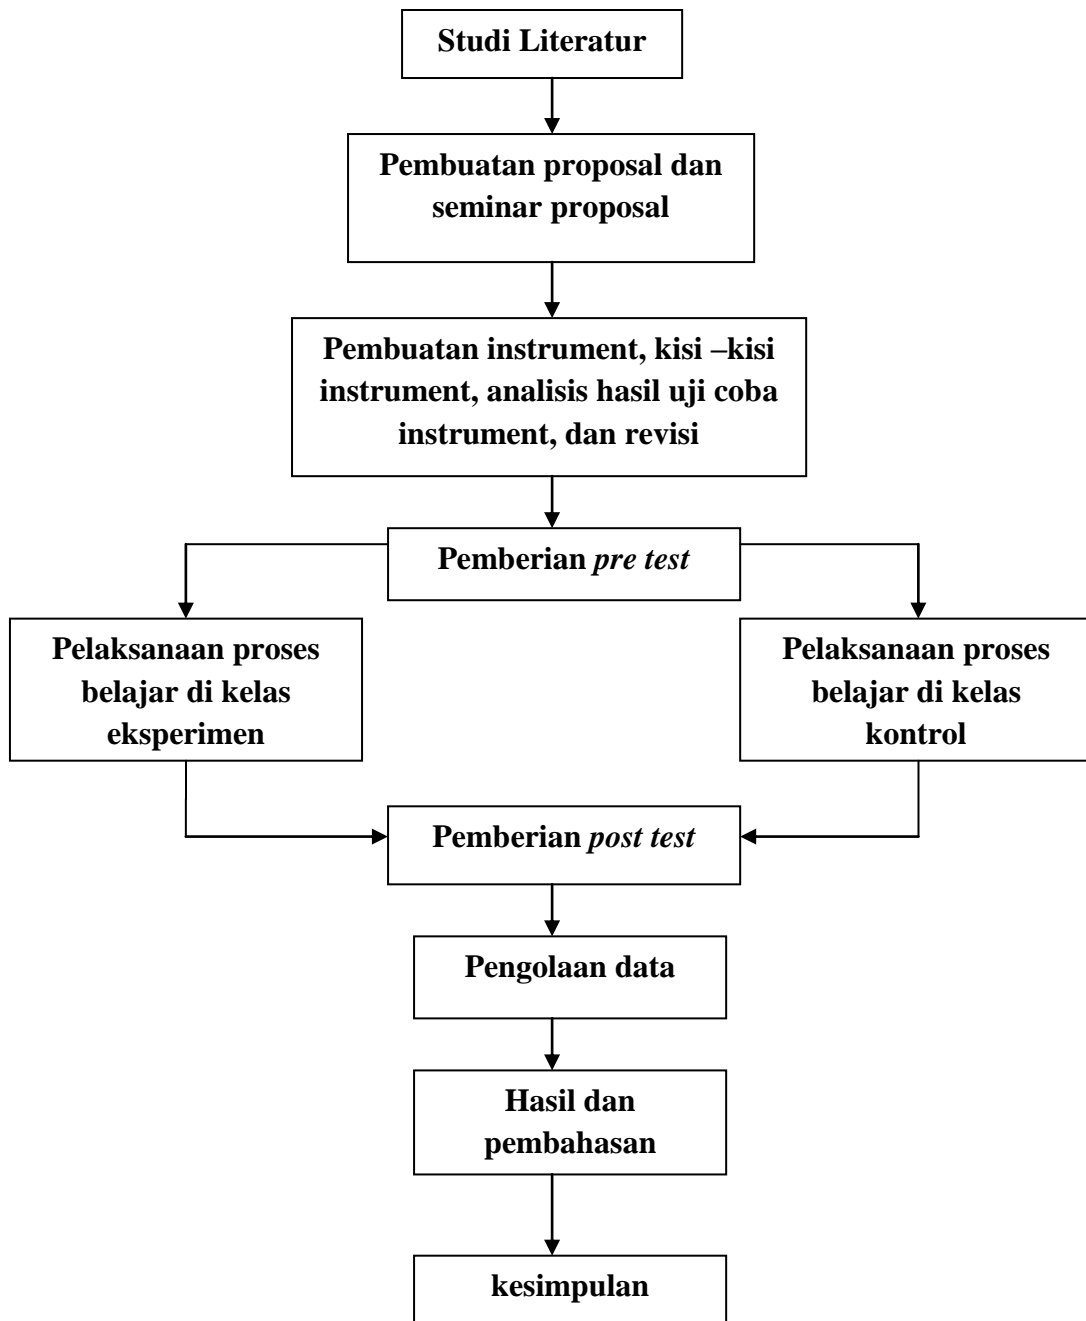 Studi Literatur
Pembuatan proposal dan
seminar proposal
Pembuatan instrument, kisi –kisi
instrument, analisis hasil uji coba
instrument, dan revisi
Pemberian pre test
Pelaksanaan proses
belajar di kelas
eksperimen
Pelaksanaan proses
belajar di kelas
kontrol
Pemberian post test
Pengolaan data
Hasil dan
pembahasan
kesimpulan